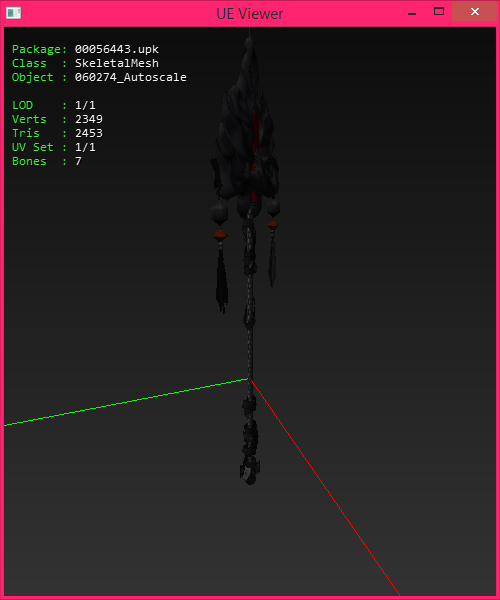 UE Viewer
Package: 00056443.upk
Class : SkeletalMesh
Object : 060274_Autoscale
LOD : 1/1
Verts : 2349
Tris : 2453
UV Set : 1/1
Bones : 7